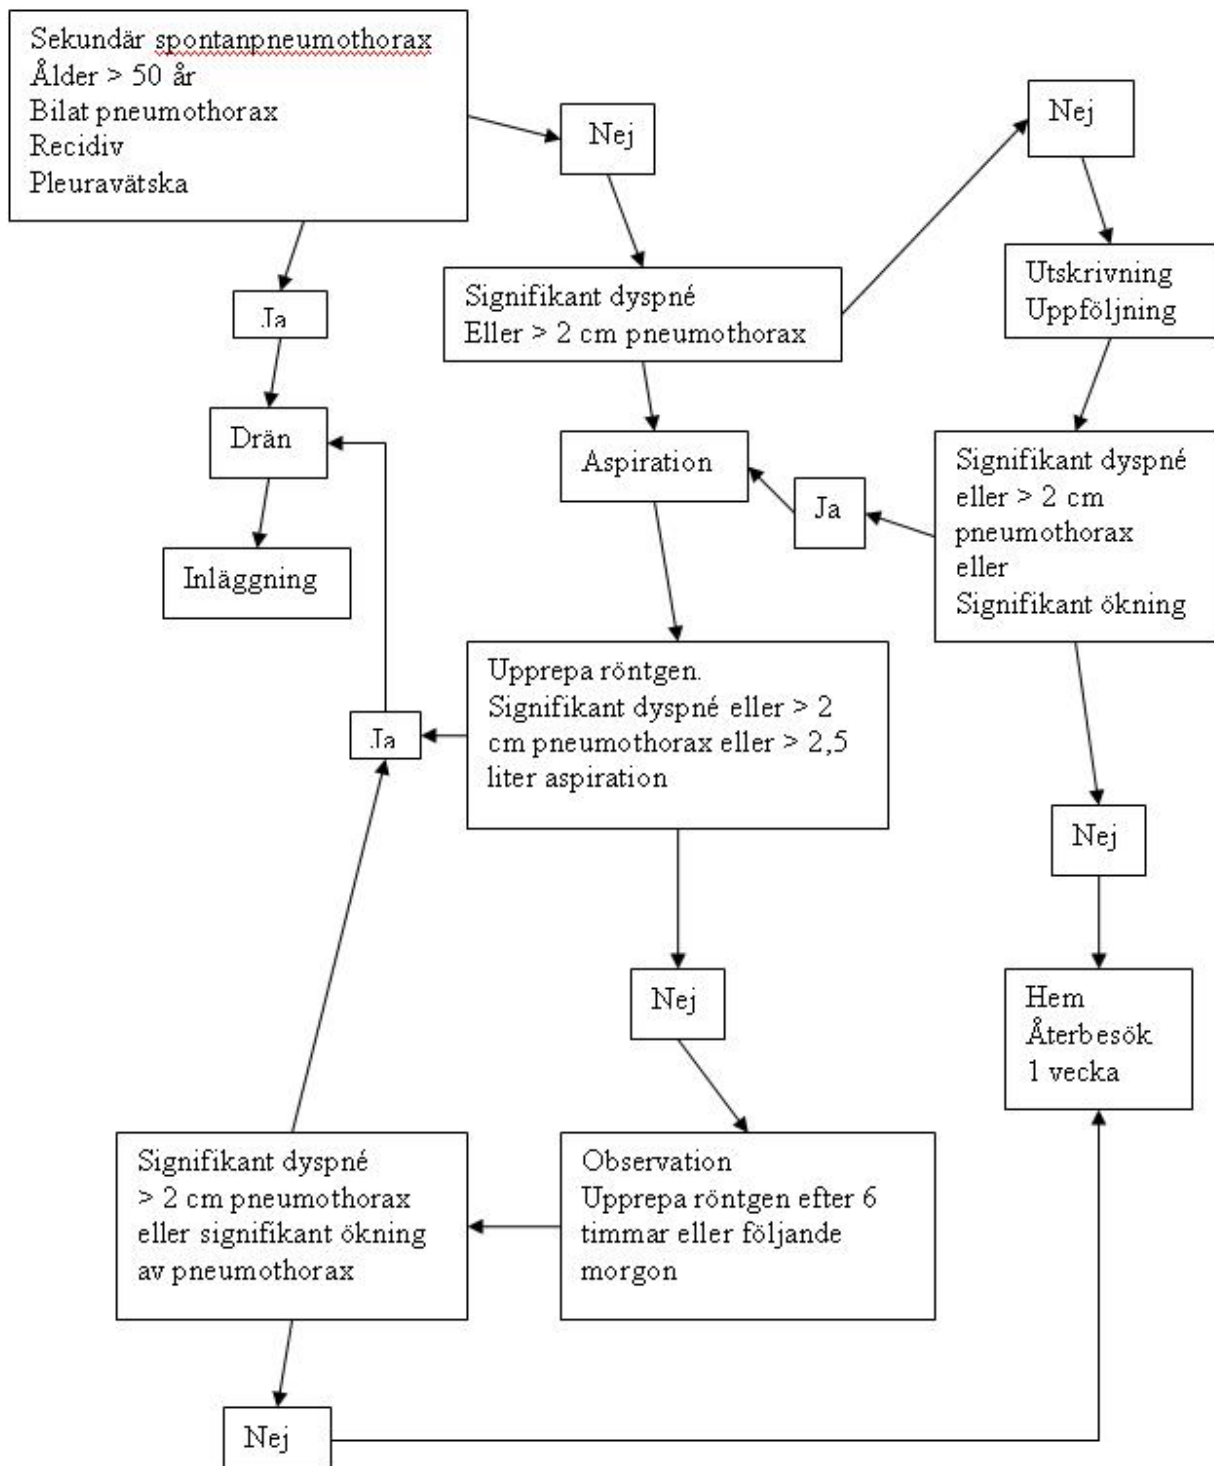 Sekundär spontanpneumothorax
Ålder > 50 år
Bilat pneumothorax
Recidiv
Pleuravätska
Nej
Nej
Ja
Signifikant dyspné
Eller > 2 cm pneumothorax
Utskrivning
Uppföljning
Drän
Aspiration
Ja
Signifikant dyspné
eller > 2 cm
pneumothorax
eller
Signifikant ökning
Inläggning
Upprepa röntgen.
Signifikant dyspné eller > 2
cm pneumothorax eller > 2,5
liter aspiration
Ja
Nej
Nej
Hem
Återbesök
1 vecka
Signifikant dyspné
> 2 cm pneumothorax
eller signifikant ökning
av pneumothorax
Observation
Upprepa röntgen efter 6
timmar eller följande
morgon
Nej